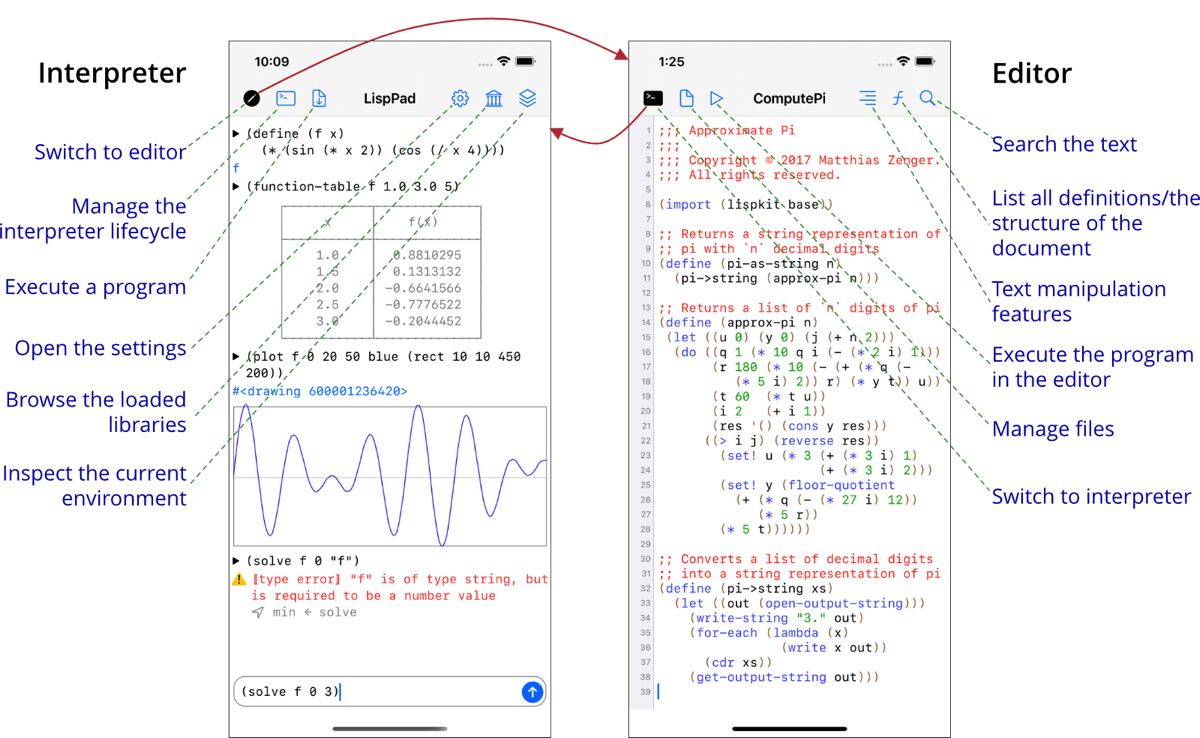 Interpreter
Switch to editor
Manage the
interpreter lifecycle
Execute a program
Open the settings
Browse the loaded
libraries
Inspect the current
environment
10:09
LispPad
▶ (define (f x)
(* (sin (* x 2)) (cos (/ x 4))))
f
▶ (function-table f 1.0 3.0 5)
x f(x)
1.0 0.8810295
1.5 0.1313132
2.0 -0.6641566
2.5 -0.7776522
3.0 -0.2044452
▶ (plot f 0 20 50 blue (rect 10 10 450
200))
#<drawing 600001236420>
▶ (solve f 0 "f")
[type error] "f" is of type string, but
is required to be a number value
min ← solve
(solve f 0 3)
1:25
ComputePi
1 ;;; Approximate Pi
2 ;;;
3 ;;; Copyright © 2017 Matthias Zenger.
4 ;;; All rights reserved.
5
6 (import (lispkit base))
7
8 ;; Returns a string representation of
9 ;; pi with `n` decimal digits
10 (define (pi-as-string n)
11 (pi->string (approx-pi n)))
12
13 ;; Returns a list of `n` digits of pi
14 (define (approx-pi n)
15 (let ((u 0) (y 0) (j (+ n 2)))
16 (do ((q 1 (* 10 q i (- (* 2 i) 1)))
17 (r 180 (* 10 (- (+ (* q (-
18 (* 5 i) 2)) r) (* y t)) u))
19 (t 60 (* t u))
20 (i 2 (+ i 1))
21 (res '() (cons y res)))
22 ((> i j) (reverse res))
23 (set! u (* 3 (+ (* 3 i) 1)
24 (+ (* 3 i) 2)))
25 (set! y (floor-quotient
26 (+ (* q (- (* 27 i) 12))
27 (* 5 r))
28 (* 5 t))))))
29
30 ;; Converts a list of decimal digits
31 ;; into a string representation of pi
32 (define (pi->string xs)
33 (let ((out (open-output-string)))
34 (write-string "3." out)
35 (for-each (lambda (x)
36 (write x out))
37 (cdr xs))
38 (get-output-string out)))
39
Editor
Search the text
List all definitions/the
structure of the
document
Text manipulation
features
Execute the program
in the editor
Manage files
Switch to interpreter